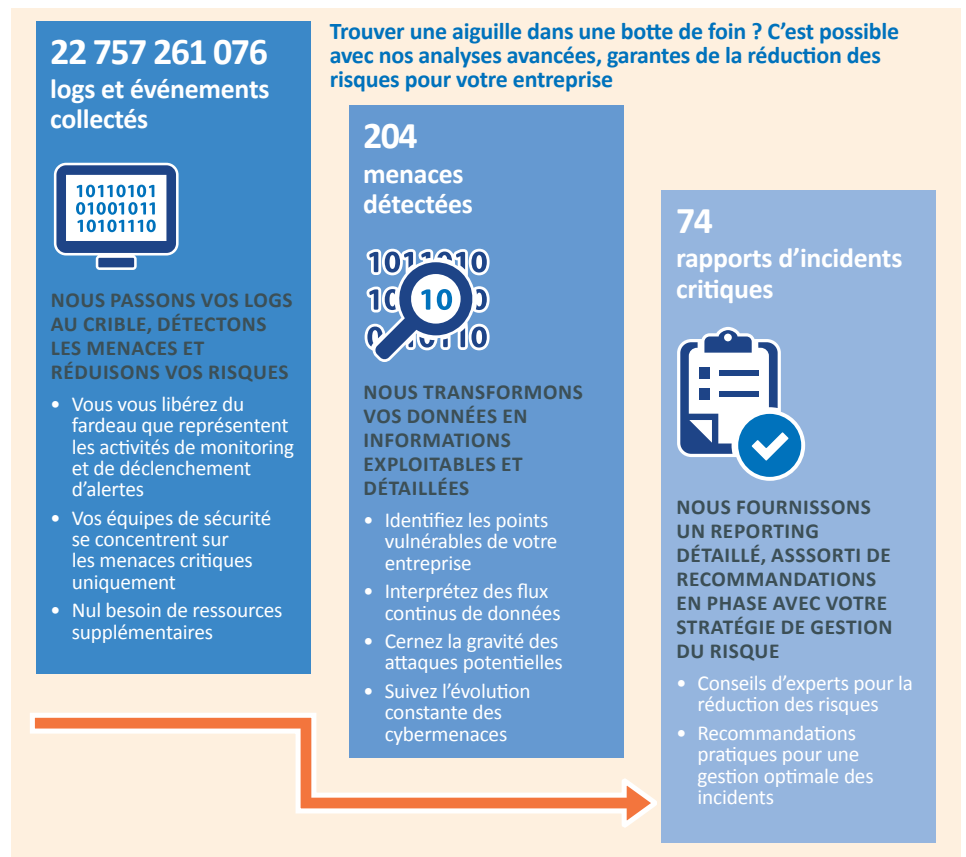 Trouver une aiguille dans une botte de foin ? C'est possible
avec nos analyses avancées, garantes de la réduction des
risques pour votre entreprise
22 757 261 076
logs et événements
collectés
10110101
01001011
10101110
NOUS PASSONS VOS LOGS
AU CRIBLE, DÉTECTONS
LES MENACES ET
RÉDUISONS VOS RISQUES
• Vous vous libérez du
fardeau que représentent
les activités de monitoring
et de déclenchement
d'alertes
• Vos équipes de sécurité
se concentrent sur
les menaces critiques
uniquement
• Nul besoin de ressources
supplémentaires
204
menaces
détectées
10
NOUS TRANSFORMONS
VOS DONNÉES EN
INFORMATIONS
EXPLOITABLES ET
DÉTAILLÉES
• Identifiez les points
vulnérables de votre
entreprise
• Interprétez des flux
continus de données
• Cernez la gravité des
attaques potentielles
• Suivez l'évolution
constante des
cybermenaces
74
rapports d'incidents
critiques
NOUS FOURNISSONS
UN REPORTING
DÉTAILLÉ, ASSSORTI DE
RECOMMANDATIONS
EN PHASE AVEC VOTRE
STRATÉGIE DE GESTION
DU RISQUE
• Conseils d'experts pour la
réduction des risques
• Recommandations
pratiques pour une
gestion optimale des
incidents